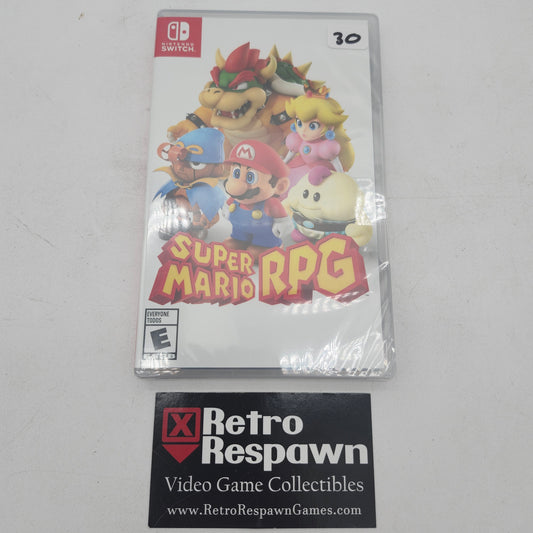 NINTENDO
SWITCH
30
M
SUPER
MARIO RPG
EVERYONE
TODOS
E
X Retro
Respawn
Video Game Collectibles
www.RetroRespawnGames.com